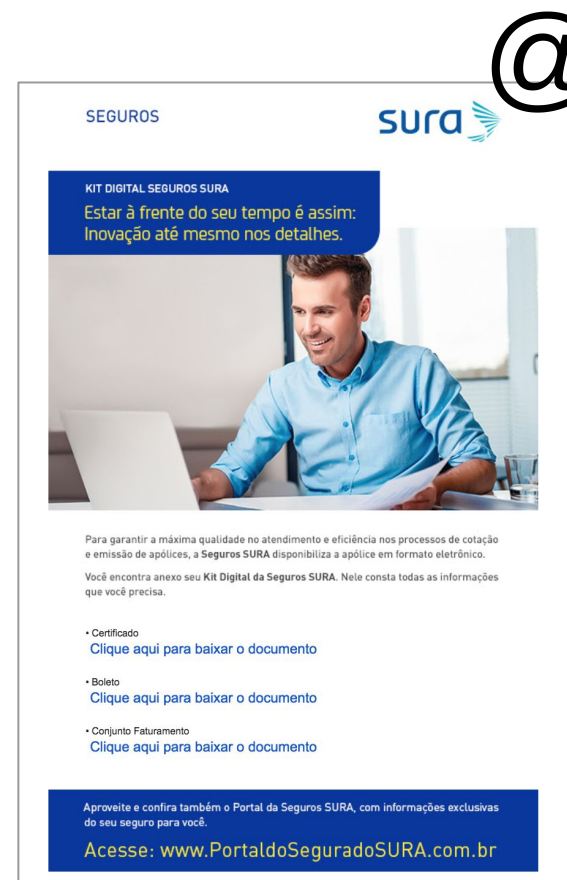 @
SEGUROS
sura
KIT DIGITAL SEGUROS SURA
Estar à frente do seu tempo é assim:
Inovação até mesmo nos detalhes.
Para garantir a máxima qualidade no atendimento e eficiência nos processos de cotação
e emissão de apólices, a Seguros SURA disponibiliza a apólice em formato eletrônico.
Você encontra anexo seu Kit Digital da Seguros SURA. Nele consta todas as informações
que você precisa.
• Certificado
Clique aqui para baixar o documento
• Boleto
Clique aqui para baixar o documento
• Conjunto Faturamento
Clique aqui para baixar o documento
Aproveite e confira também o Portal da Seguros SURA, com informações exclusivas
do seu seguro para você.
Acesse: www.PortaldoSeguradoSURA.com.br